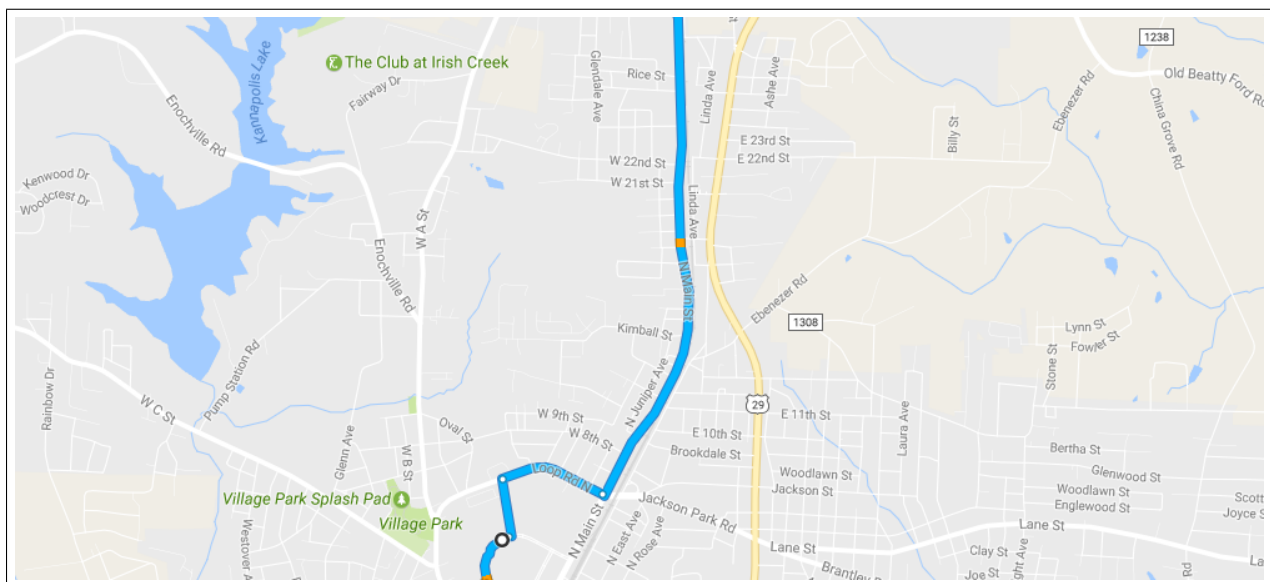 1238
The Club at Irish Creek
Glendale Ave
Rice St
Linda Ave
Ashe Ave
Ebenezer Rd
Old Beatty Ford Rd
China Grove Rd
Kannapolis Lake
Fairway Dr
Enochville Rd
E 23rd St
Billy St
W 22nd St
E 22nd St
Kenwood Dr
W 21st St
Woodcrest Dr
Linda Ave
W A St
Enochville Rd
N Main St
Ebenezer Rd
Kimball St
1308
Lynn St
Fowler St
Stone St
Rainbow Dr
Pump Station Rd
N Juniper Ave
W C St
29
W 9th St
E 11th St
Laura Ave
Oval St
W 8th St
E 10th St
Glenn Ave
W B St
Brookdale St
Bertha St
Loop Rd N
Woodlawn St
Glenwood St
Village Park Splash Pad
Jackson St
Woodlawn St
Scott
Village Park
Jackson Park Rd
Englewood St
Joyce S
Westover A
N Main St
N East Ave
N Rose Ave
Lane St
Lane St
Clay St
Lane St
Brantley
Joe St
ght Ave
Rd